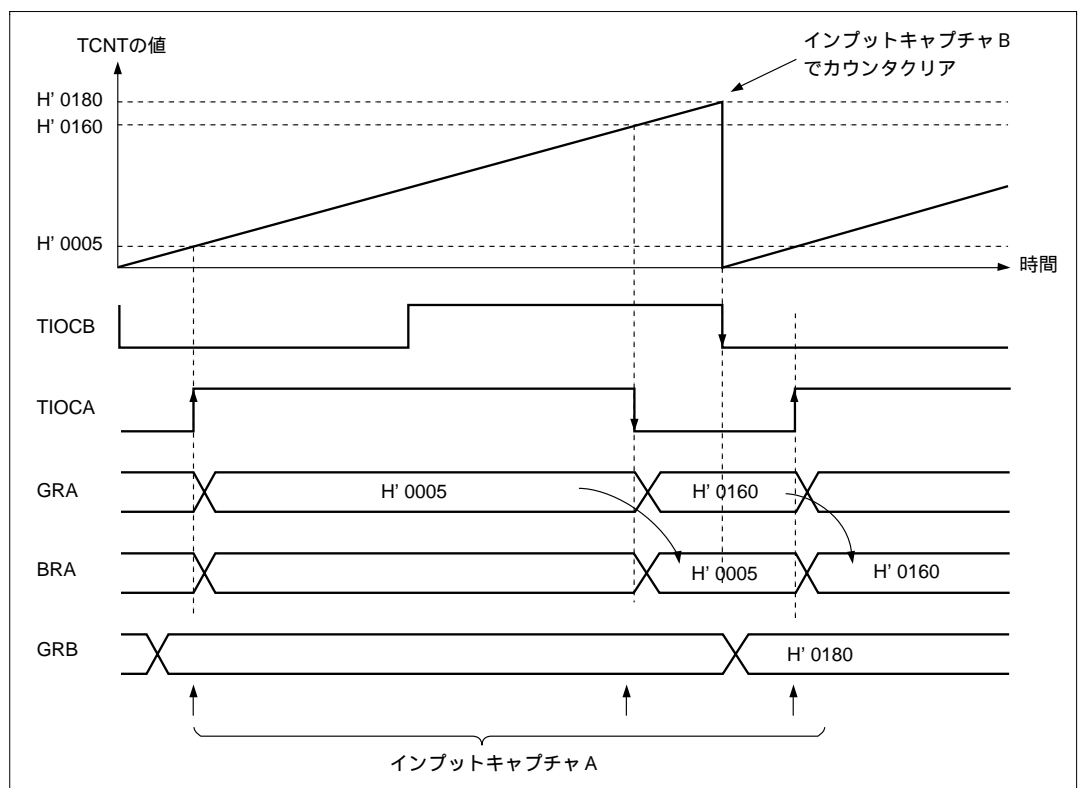 TCNTの値
インプットキャプチャB
でカウンタクリア
H' 0180
H' 0160
H' 0005
時間
TIOCB
TIOCA
GRA
H' 0005
H' 0160
BRA
H' 0005
H' 0160
GRB
H' 0180
インプットキャプチャA